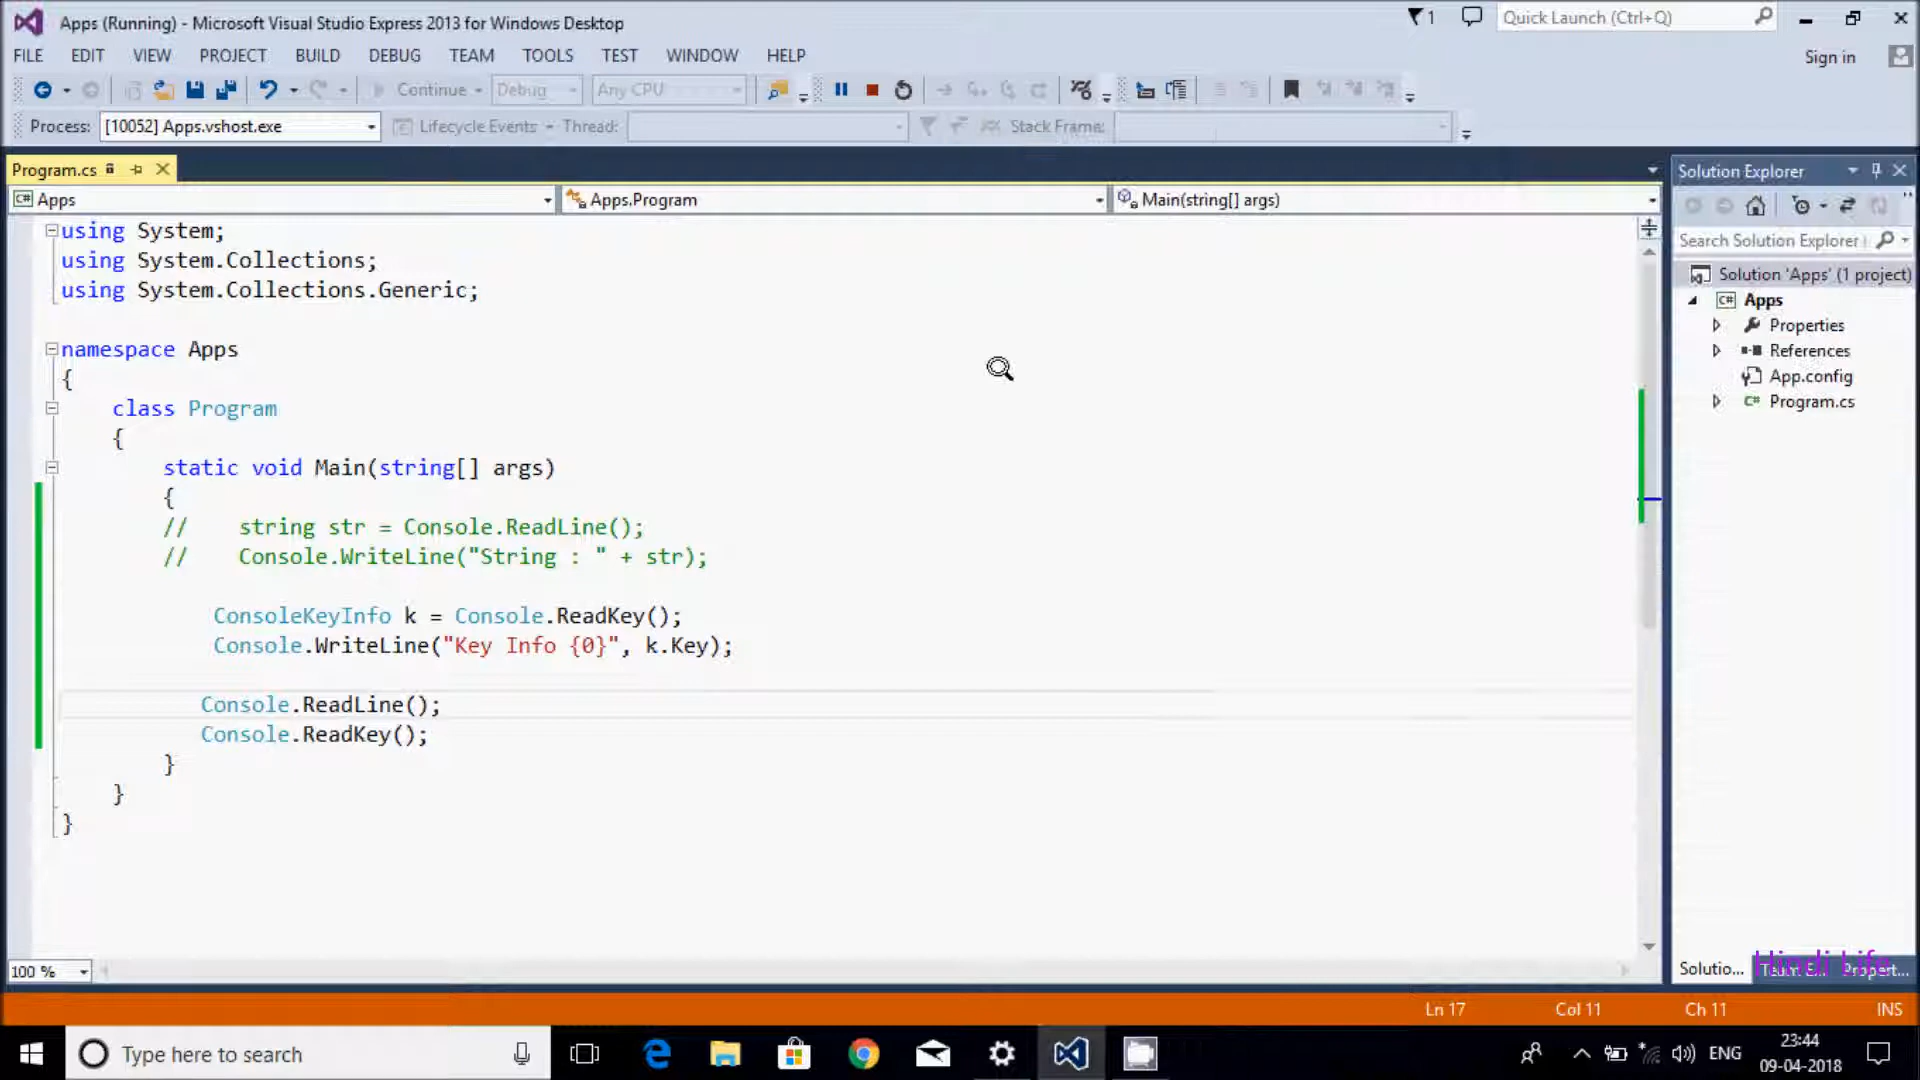 Apps (Running) - Microsoft Visual Studio Express 2013 for Windows Desktop
1
Quick Launch (Ctrl+Q)
FILE EDIT VIEW PROJECT BUILD DEBUG TEAM TOOLS TEST WINDOW HELP
Sign in
Continue Debug Any CPU
Process: [10052] Apps.vshost.exe Lifecycle Events Thread: Stack Frame:
Program.cs
Apps Apps.Program Main(string[] args)
using System;
using System.Collections;
using System.Collections.Generic;
namespace Apps
{
class Program
{
static void Main(string[] args)
{
// string str = Console.ReadLine();
// Console.WriteLine("String : " + str);
ConsoleKeyInfo k = Console.ReadKey();
Console.WriteLine("Key Info {0}", k.Key);
Console.ReadLine();
Console.ReadKey();
}
}
}
100 %
Solution Explorer
Search Solution Explorer
Solution 'Apps' (1 project)
C# Apps
Properties
References
App.config
C# Program.cs
Solutio... Team E... Propert...
Hindi Life
Ln 17 Col 11 Ch 11 INS
Type here to search
ENG
23:44
09-04-2018